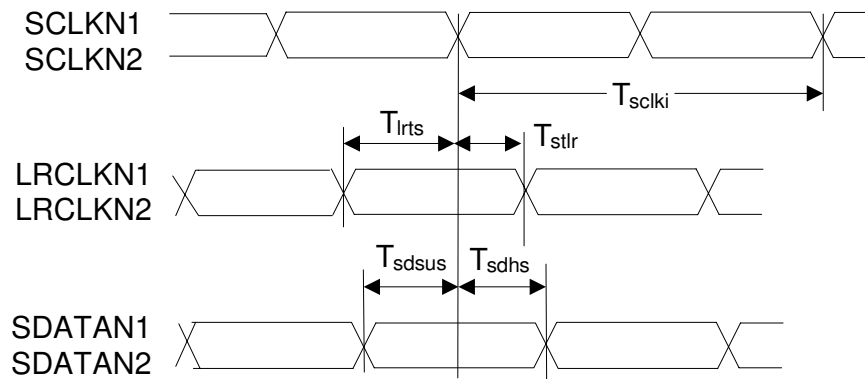 SCLKN1
SCLKN2
Tsclki
Tlrts
Tstlr
LRCLKN1
LRCLKN2
Tsdsus
Tsdhs
SDATAN1
SDATAN2